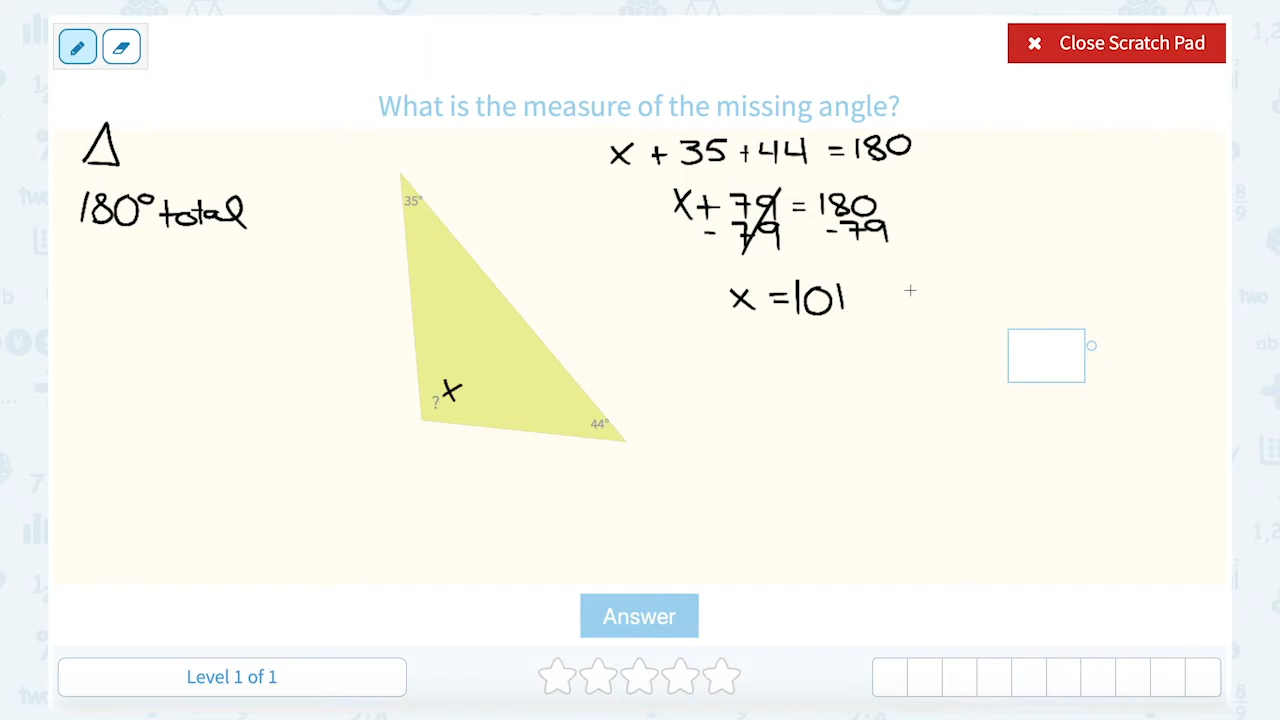 ✖ Close Scratch Pad
What is the measure of the missing angle?
180° total
35°
? x
44°
x + 35 + 44 = 180
x + 79 = 180
- 79 - 79
x = 101
°
Answer
Level 1 of 1